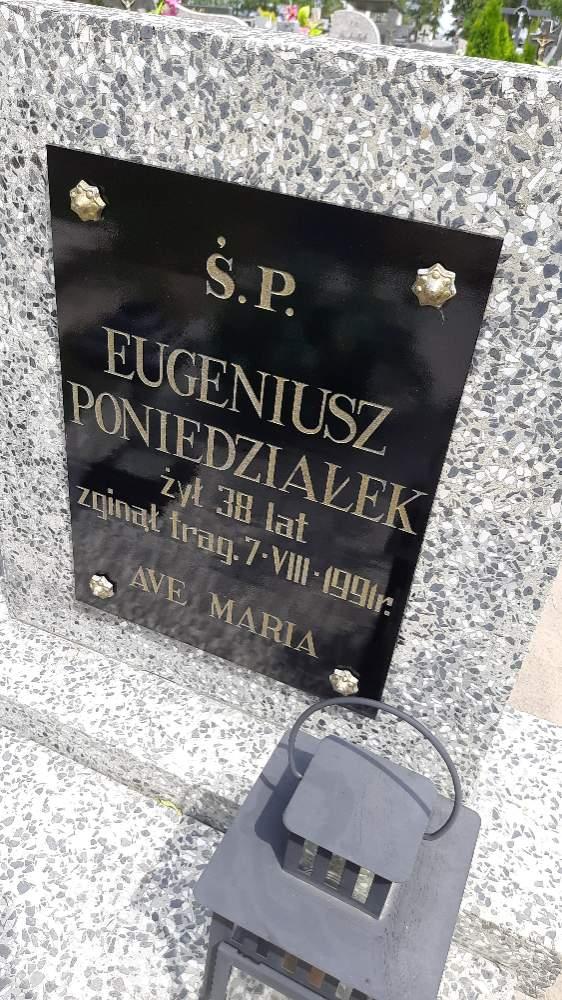 Ś.P.
EUGENIUSZ
PONIEDZIAŁEK
żył 38 lat
zginął trag. 7·VIII·1991r.
AVE MARIA